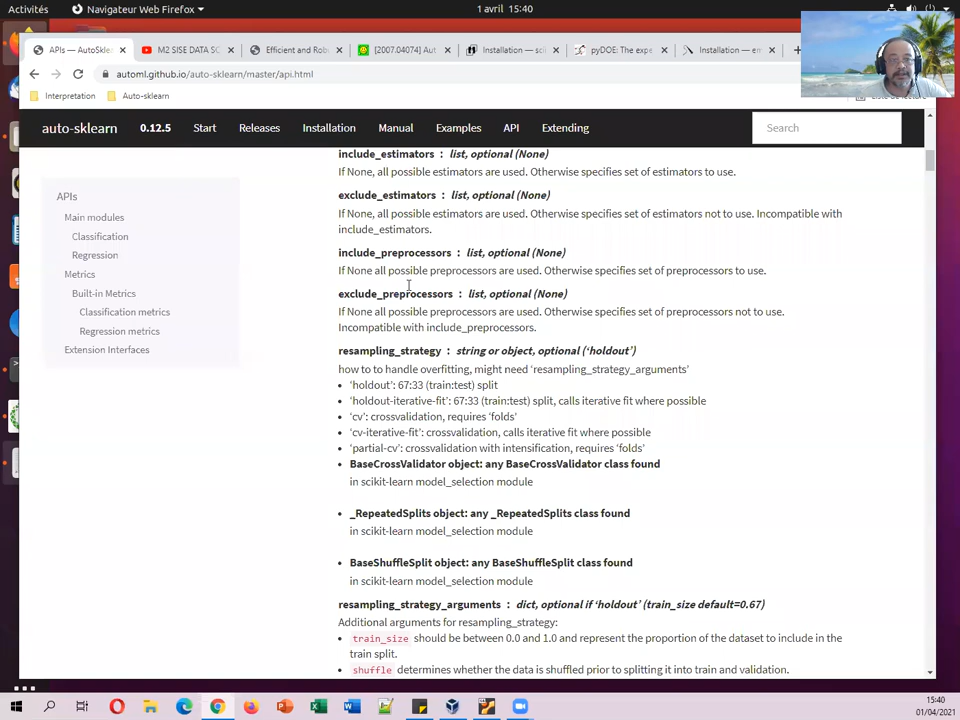 Activités
Navigateur Web Firefox
1 avril 15:40
APIs — AutoSkle
M2 SISE DATA SC
Efficient and Rob
[2007.04074] Aut
Installation — sci
pyDOE: The expe
Installation — em
automl.github.io/auto-sklearn/master/api.html
Interpretation
Auto-sklearn
Liste de lecture
auto-sklearn
0.12.5
Start
Releases
Installation
Manual
Examples
API
Extending
Search
APIs
Main modules
Classification
Regression
Metrics
Built-in Metrics
Classification metrics
Regression metrics
Extension Interfaces
include_estimators : list, optional (None)
If None, all possible estimators are used. Otherwise specifies set of estimators to use.
exclude_estimators : list, optional (None)
If None, all possible estimators are used. Otherwise specifies set of estimators not to use. Incompatible with
include_estimators.
include_preprocessors : list, optional (None)
If None all possible preprocessors are used. Otherwise specifies set of preprocessors to use.
exclude_preprocessors : list, optional (None)
If None all possible preprocessors are used. Otherwise specifies set of preprocessors not to use.
Incompatible with include_preprocessors.
resampling_strategy : string or object, optional (‘holdout’)
how to to handle overfitting, might need ‘resampling_strategy_arguments’
• ‘holdout’: 67:33 (train:test) split
• ‘holdout-iterative-fit’: 67:33 (train:test) split, calls iterative fit where possible
• ‘cv’: crossvalidation, requires ‘folds’
• ‘cv-iterative-fit’: crossvalidation, calls iterative fit where possible
• ‘partial-cv’: crossvalidation with intensification, requires ‘folds’
• BaseCrossValidator object: any BaseCrossValidator class found
in scikit-learn model_selection module
• _RepeatedSplits object: any _RepeatedSplits class found
in scikit-learn model_selection module
• BaseShuffleSplit object: any BaseShuffleSplit class found
in scikit-learn model_selection module
resampling_strategy_arguments : dict, optional if ‘holdout’ (train_size default=0.67)
Additional arguments for resampling_strategy:
• train_size should be between 0.0 and 1.0 and represent the proportion of the dataset to include in the
train split.
• shuffle determines whether the data is shuffled prior to splitting it into train and validation.
15:40
01/04/2021